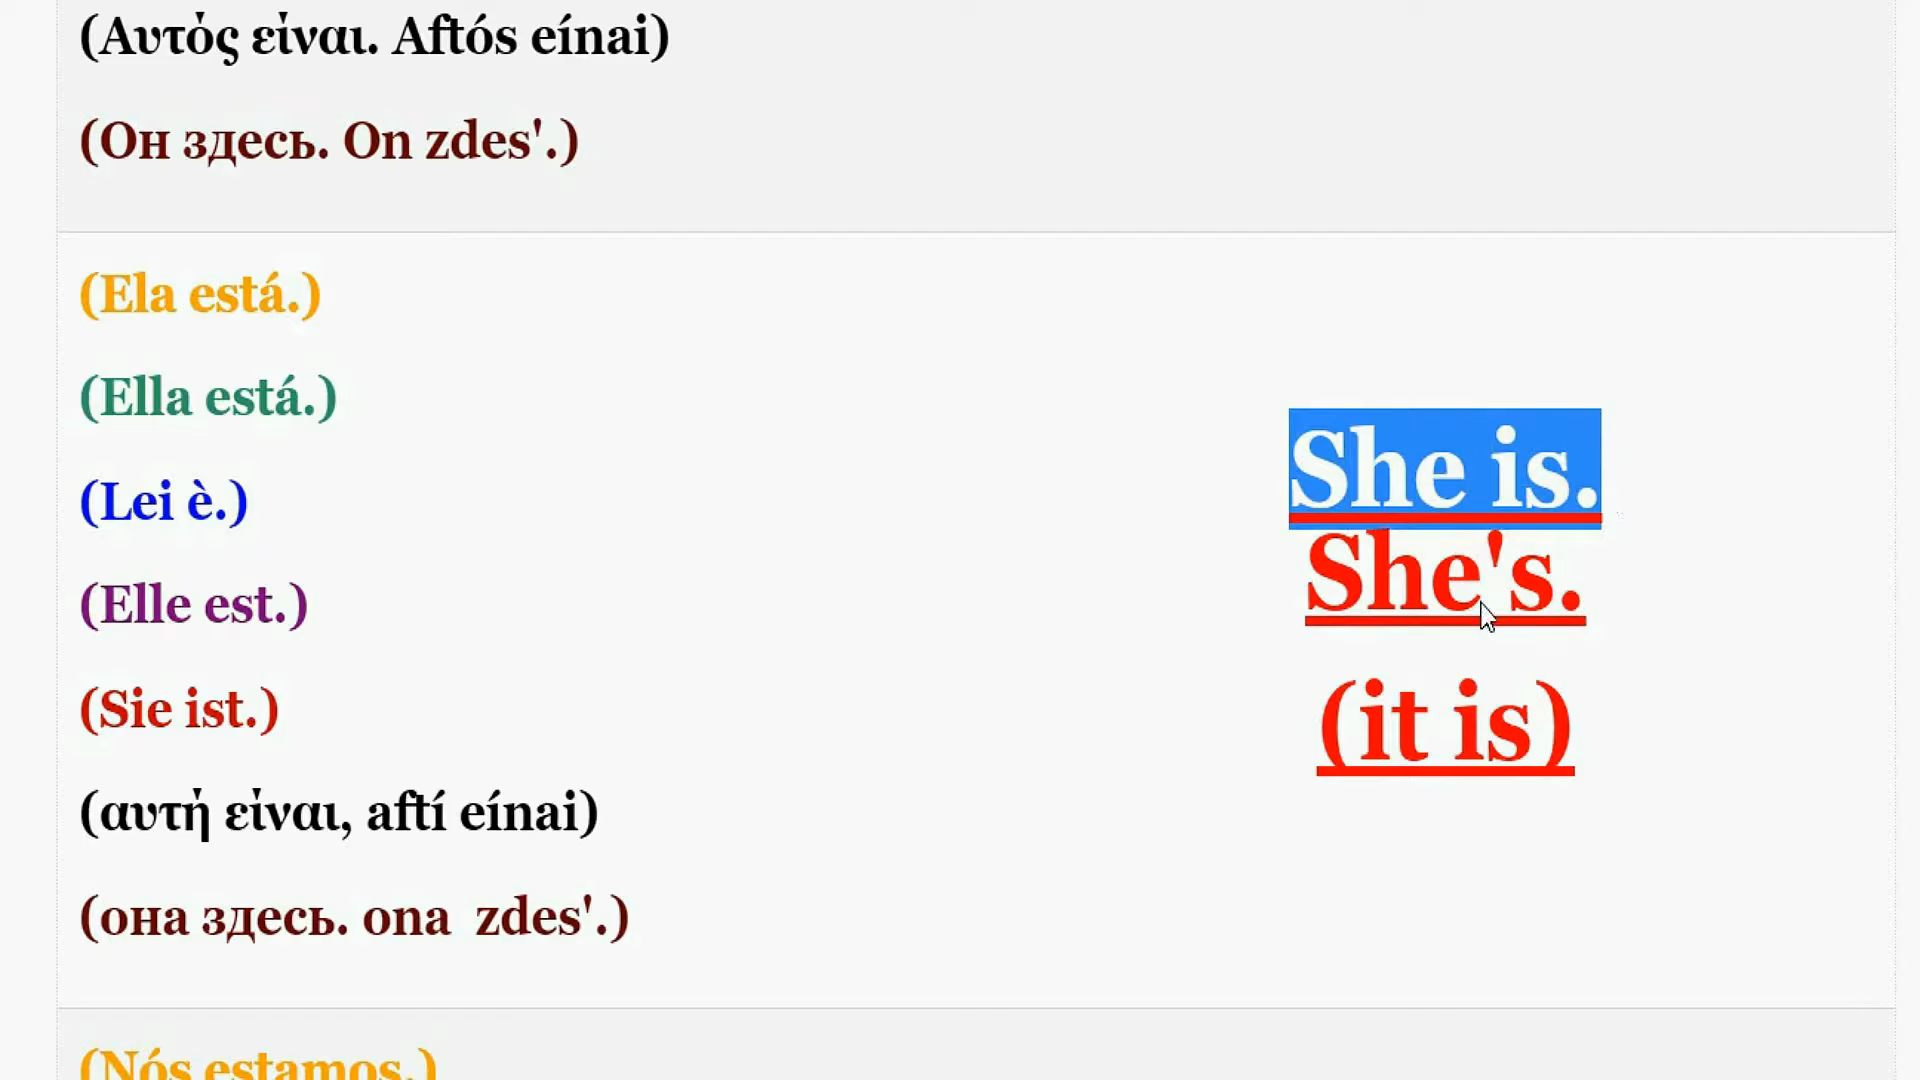 (Αυτός είναι. Aftós eínai)
(Он здесь. On zdes'.)
(Ela está.)
(Ella está.)
(Lei è.)
(Elle est.)
(Sie ist.)
(αυτή είναι, aftí eínai)
(она здесь. ona  zdes'.)
She is.
She's.
(it is)
(Nós estamos.)